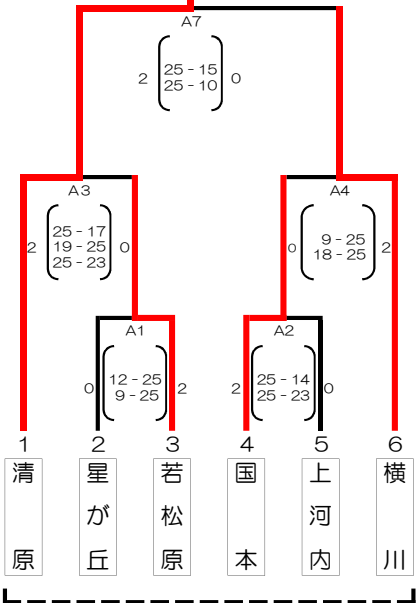 A7
2 25 - 15 0
25 - 10
A3 A4
2 25 - 17 0
19 - 25
25 - 23
0 9 - 25 2
18 - 25
A1 A2
0 12 - 25 2
9 - 25
2 25 - 14 0
25 - 23
1 2 3 4 5 6
清原
星が丘
若松原
国本
上河内
横川